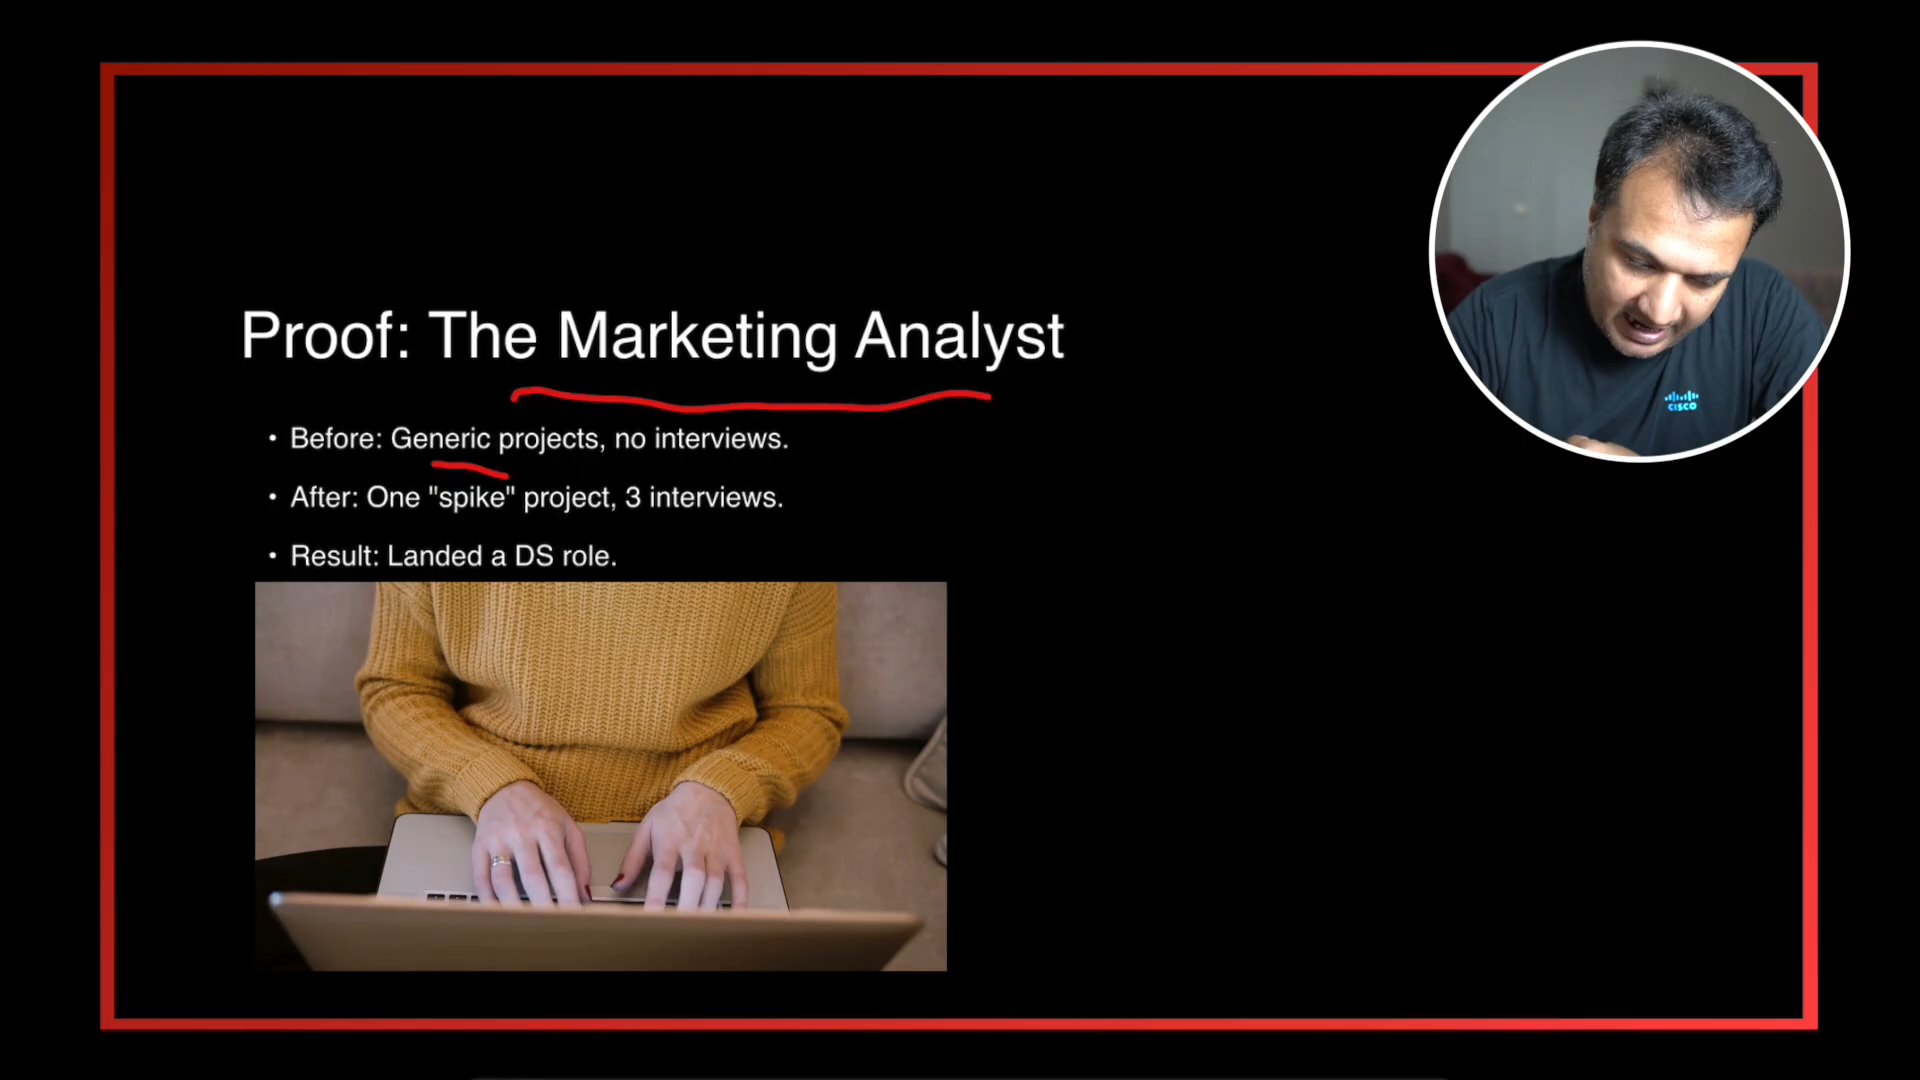 Proof: The Marketing Analyst
• Before: Generic projects, no interviews.
• After: One "spike" project, 3 interviews.
• Result: Landed a DS role.
CISCO